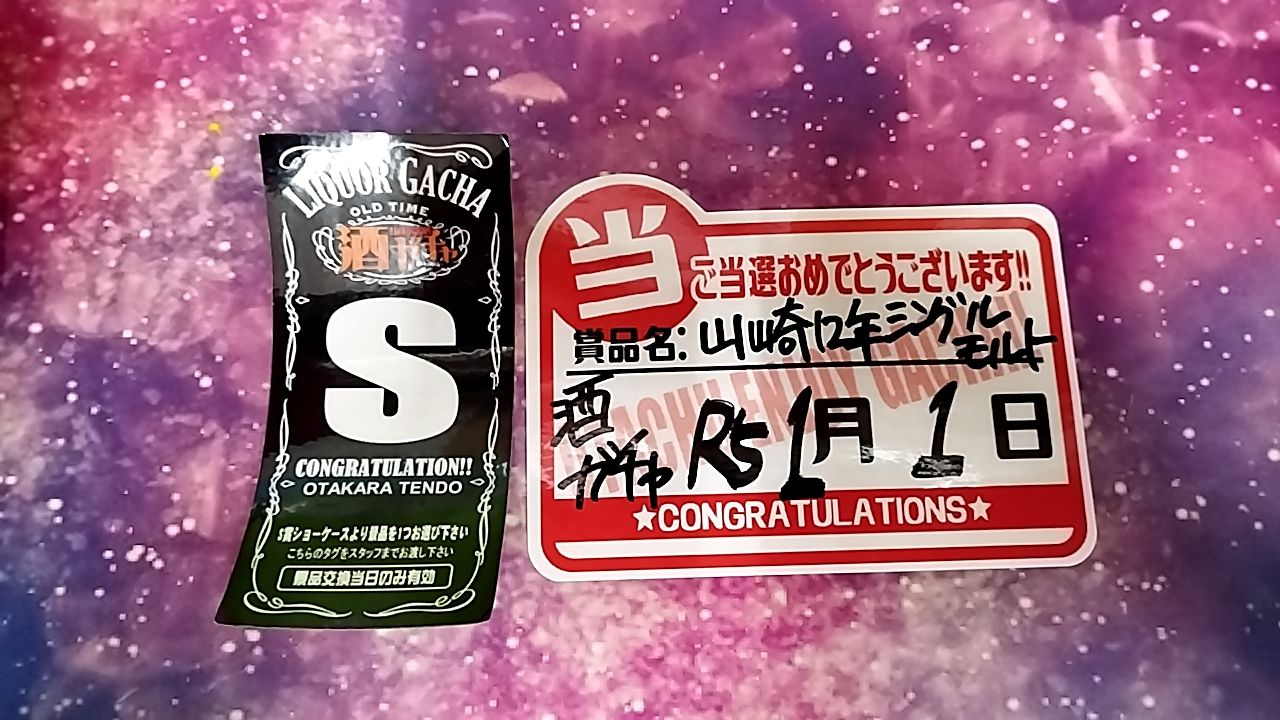 LIQUOR GACHA
OLD TIME
酒ガチャ
S
CONGRATULATION!!
OTAKARA TENDO
S賞ショーケースより景品を1つお選び下さい
こちらのタグをスタッフまでお渡し下さい
景品交換当日のみ有効
当
ご当選おめでとうございます!!
賞品名:山崎12年シングル
モルト
酒
ガチャ
R5 1月1日
★CONGRATULATIONS★